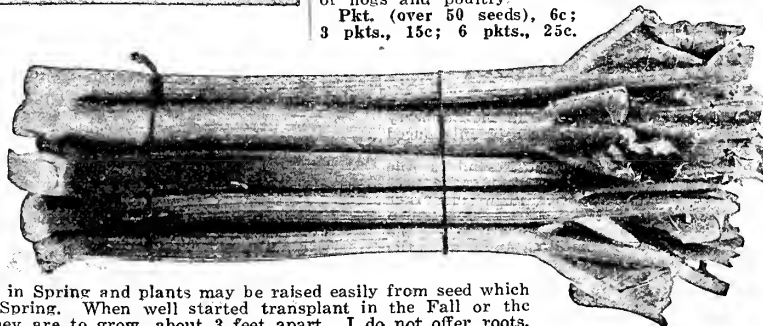 of hogs and poultry.
Pkt. (over 50 seeds), 6c;
3 pkts., 15c; 6 pkts., 25c.
in Spring and plants may be raised easily from seed which
Spring. When well started transplant in the Fall or the
ey are to grow, about 3 feet apart. I do not offer roots.